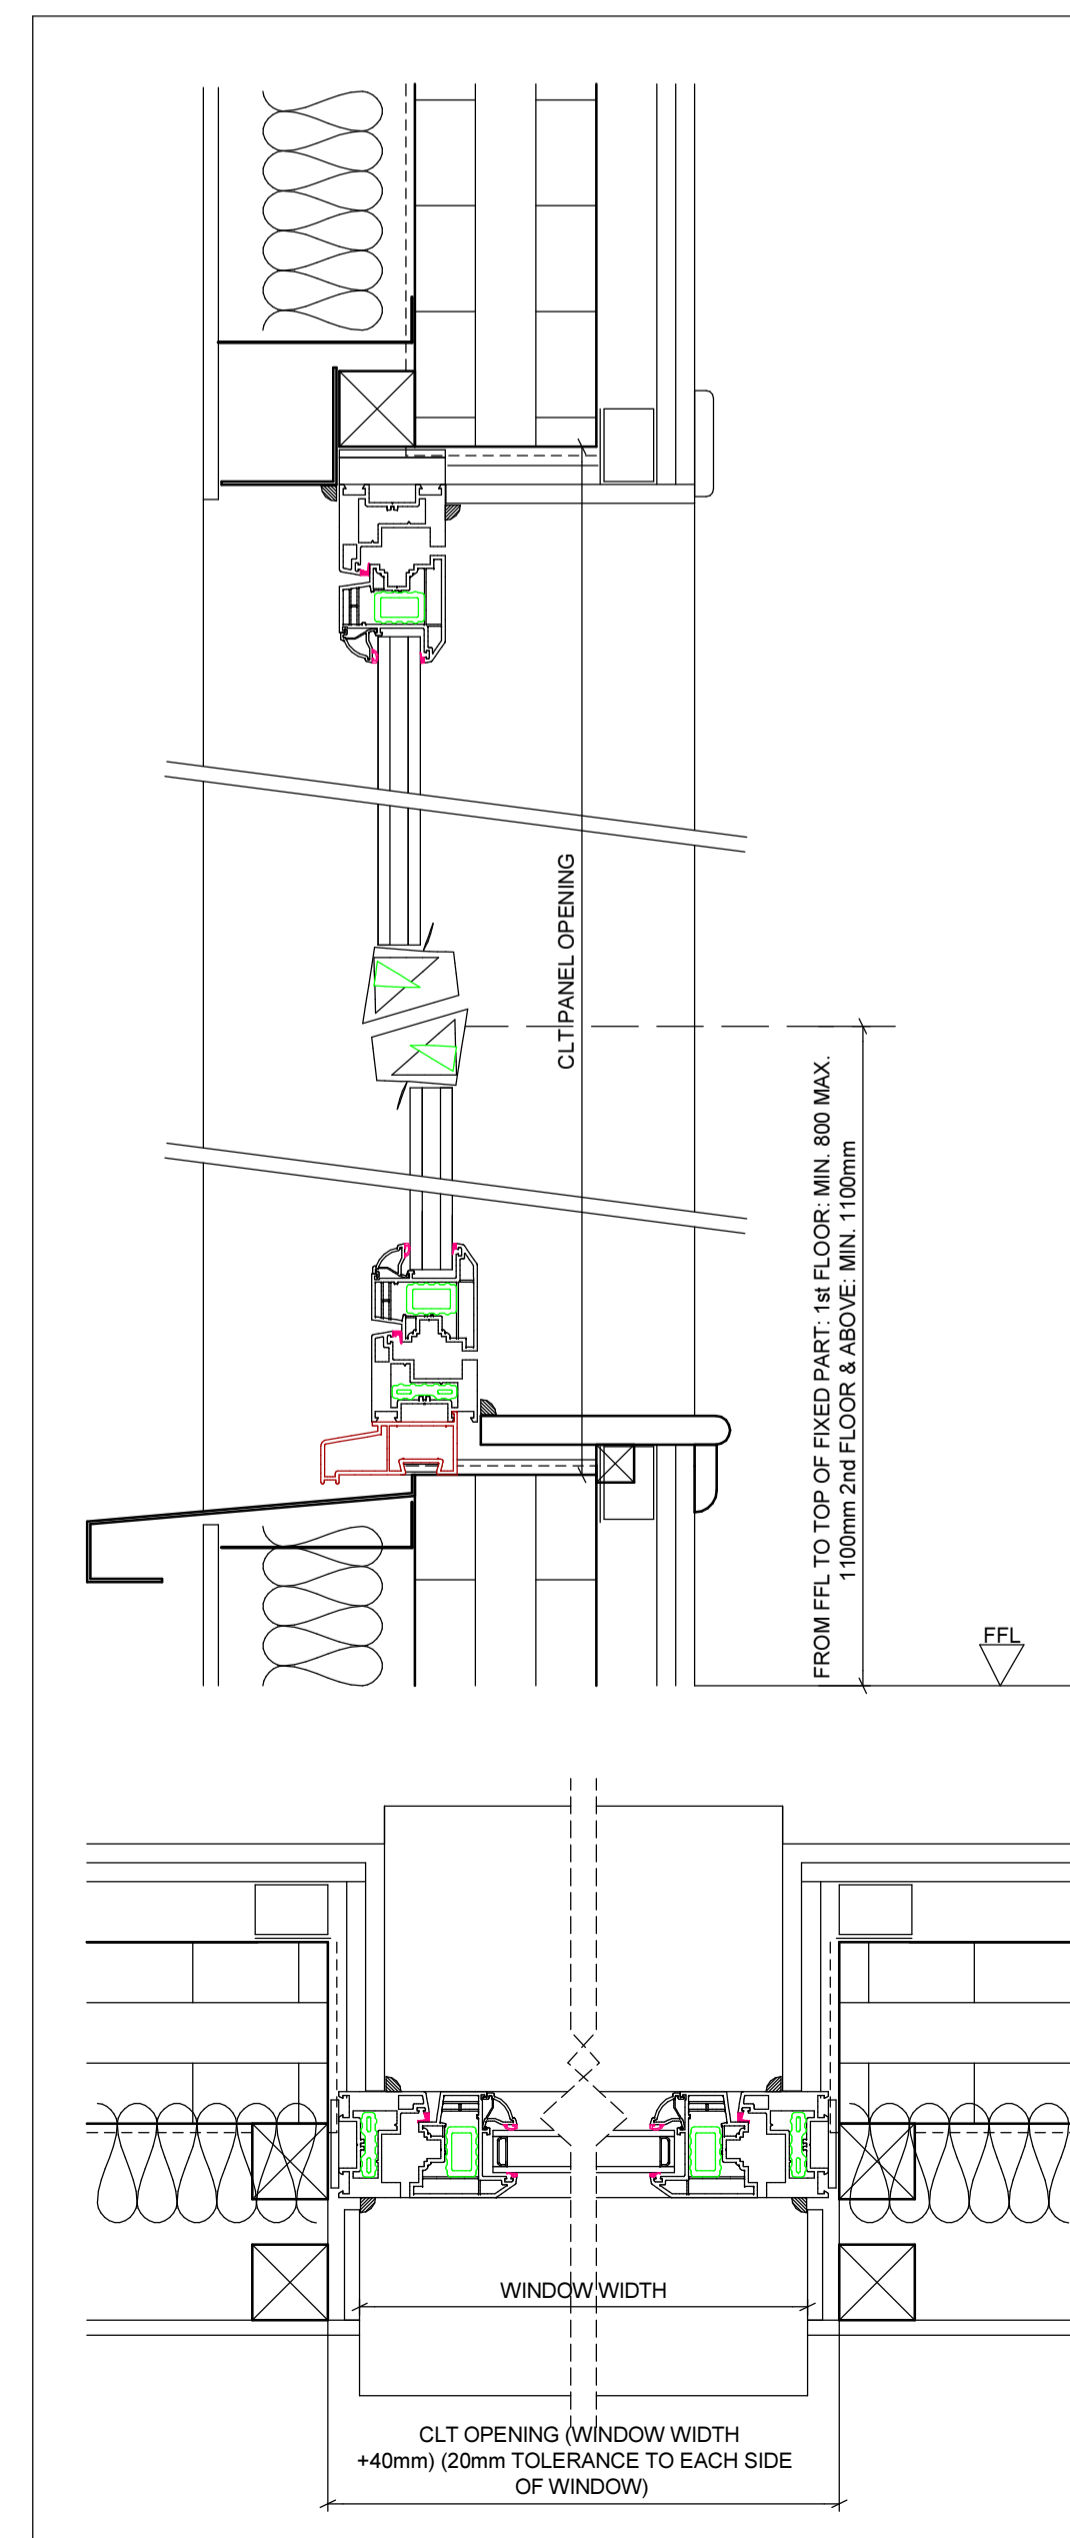 CLT PANEL OPENING
FROM FFL TO TOP OF FIXED PART: 1st FLOOR: MIN. 800 MAX.
1100mm 2nd FLOOR & ABOVE: MIN. 1100mm
FFL
WINDOW WIDTH
CLT OPENING (WINDOW WIDTH
+40mm) (20mm TOLERANCE TO EACH SIDE
OF WINDOW)